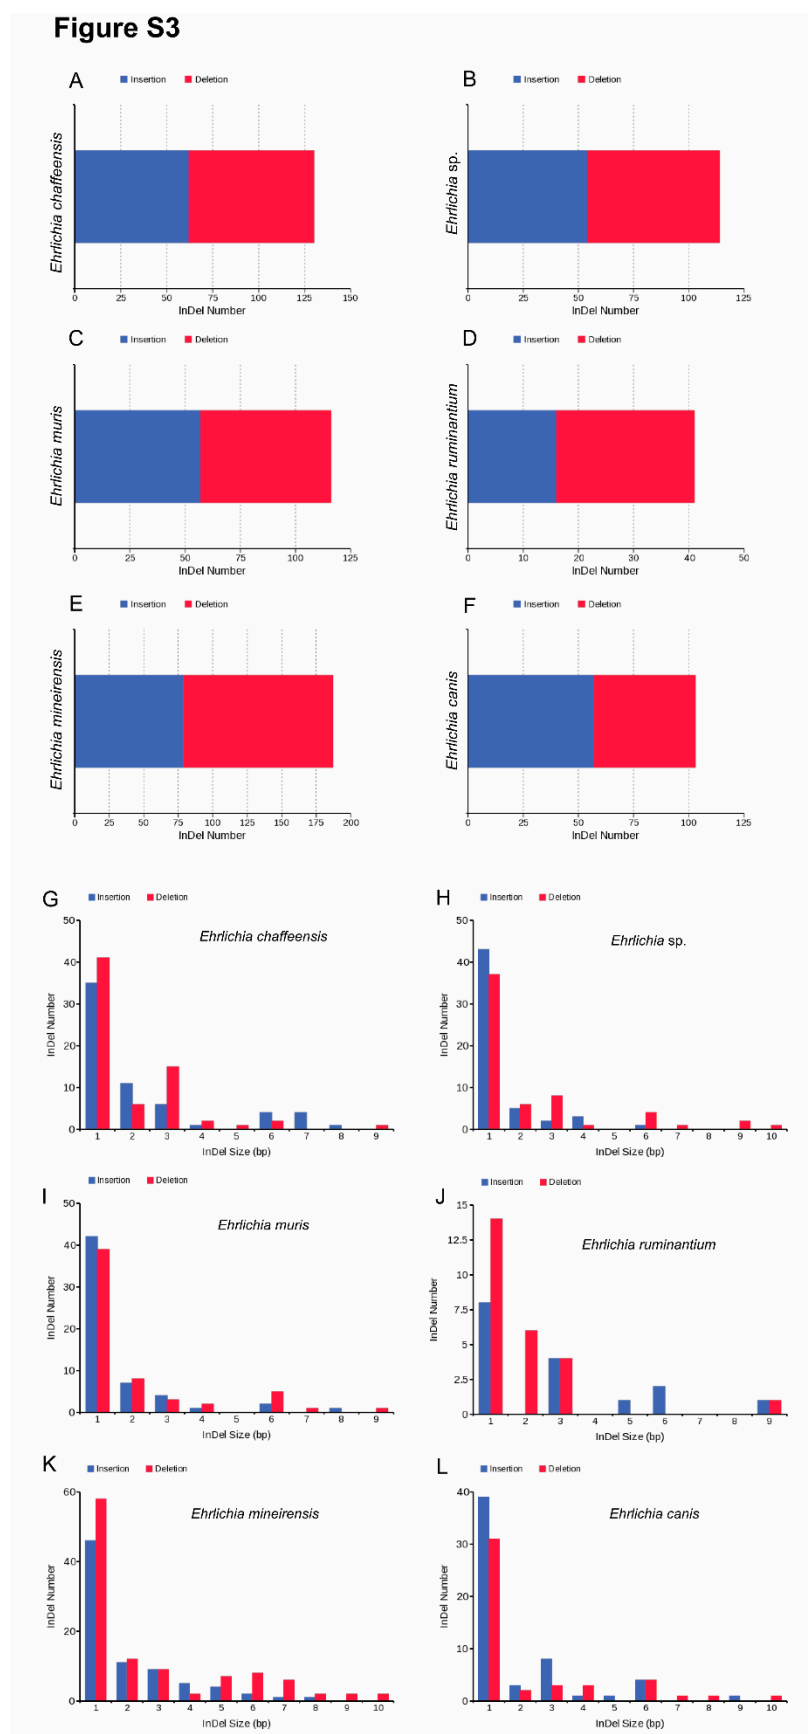 Figure S3
A
Insertion Deletion
Ehrlichia chaffeensis
0 25 50 75 100 125 150
InDel Number
B
Insertion Deletion
Ehrlichia sp.
0 25 50 75 100 125
InDel Number
C
Insertion Deletion
Ehrlichia muris
0 25 50 75 100 125
InDel Number
D
Insertion Deletion
Ehrlichia ruminantium
0 10 20 30 40 50
InDel Number
E
Insertion Deletion
Ehrlichia mineirensis
0 25 50 75 100 125 150 175 200
InDel Number
F
Insertion Deletion
Ehrlichia canis
0 25 50 75 100 125
InDel Number
G
Insertion Deletion
Ehrlichia chaffeensis
InDel Number
50
40
30
20
10
0
1 2 3 4 5 6 7 8 9
InDel Size (bp)
H
Insertion Deletion
Ehrlichia sp.
InDel Number
50
40
30
20
10
0
1 2 3 4 5 6 7 8 9 10
InDel Size (bp)
I
Insertion Deletion
Ehrlichia muris
InDel Number
50
40
30
20
10
0
1 2 3 4 5 6 7 8 9
InDel Size (bp)
J
Insertion Deletion
Ehrlichia ruminantium
InDel Number
15
12.5
10
7.5
5
2.5
0
1 2 3 4 5 6 7 8 9
InDel Size (bp)
K
Insertion Deletion
Ehrlichia mineirensis
InDel Number
60
40
20
0
1 2 3 4 5 6 7 8 9 10
InDel Size (bp)
L
Insertion Deletion
Ehrlichia canis
InDel Number
40
30
20
10
0
1 2 3 4 5 6 7 8 9 10
InDel Size (bp)